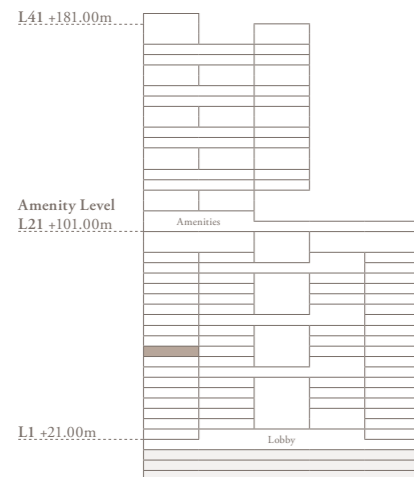 L41 +181.00m
Amenity Level
L21 +101.00m
Amenities
L1 +21.00m
Lobby